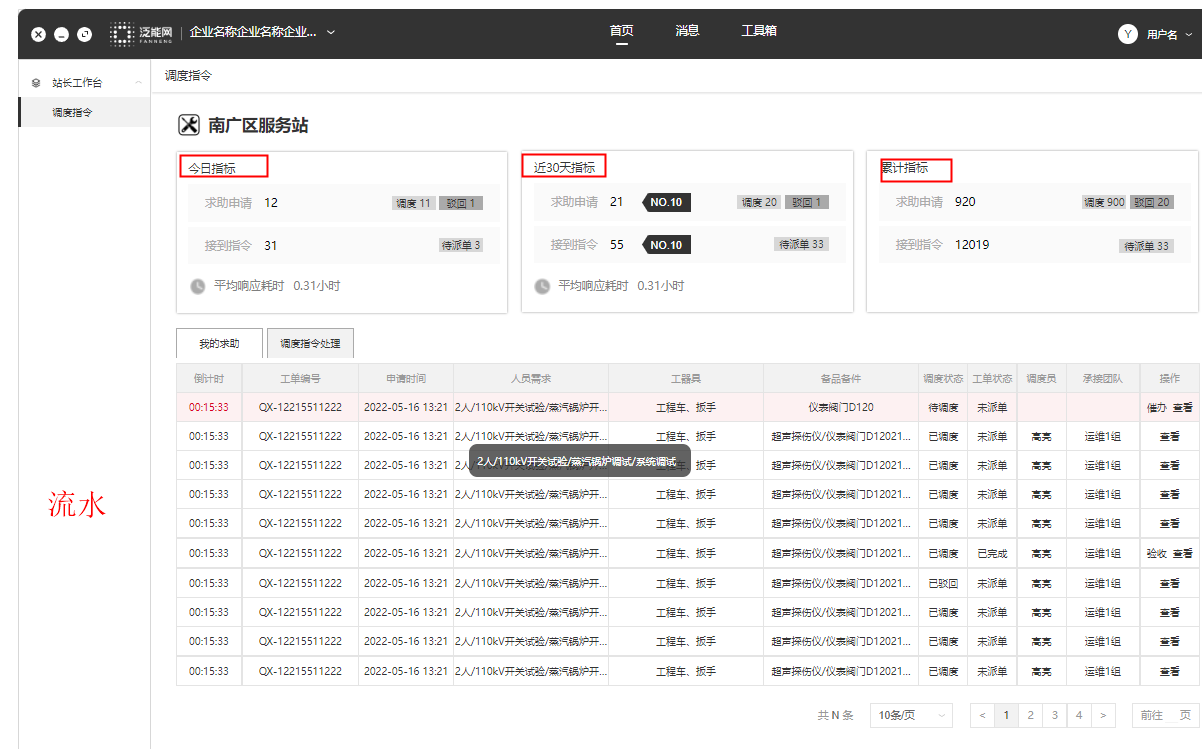 泛能网
FANNENG
企业名称企业名称企业...
首页 消息 工具箱
Y 用户名
站长工作台
调度指令
调度指令
南广区服务站
今日指标
求助申请 12 调度 11 驳回 1
接到指令 31 待派单 3
平均响应耗时 0.31小时
近30天指标
求助申请 21 NO.10 调度 20 驳回 1
接到指令 55 NO.10 待派单 33
平均响应耗时 0.31小时
累计指标
求助申请 920 调度 900 驳回 20
接到指令 12019 待派单 33
我的求助 调度指令处理
倒计时 工单编号 申请时间 人员需求 工器具 备品备件 调度状态 工单状态 调度员 承接团队 操作
00:15:33 QX-12215511222 2022-05-16 13:21 2人/110kV开关试验/蒸汽锅炉开... 工程车、扳手 仪表阀门D120 待调度 未派单 催办 查看
00:15:33 QX-12215511222 2022-05-16 13:21 2人/110kV开关试验/蒸汽锅炉开... 工程车、扳手 超声探伤仪/仪表阀门D12021... 已调度 未派单 高亮 运维1组 查看
2人/110kV开关试验/蒸汽锅炉调试/系统调试
00:15:33 QX-12215511222 2022-05-16 13:21 工程车、扳手 超声探伤仪/仪表阀门D12021... 已调度 未派单 高亮 运维1组 查看
00:15:33 QX-12215511222 2022-05-16 13:21 2人/110kV开关试验/蒸汽锅炉开... 工程车、扳手 超声探伤仪/仪表阀门D12021... 已调度 未派单 高亮 运维1组 查看
00:15:33 QX-12215511222 2022-05-16 13:21 2人/110kV开关试验/蒸汽锅炉开... 工程车、扳手 超声探伤仪/仪表阀门D12021... 已调度 未派单 高亮 运维1组 查看
00:15:33 QX-12215511222 2022-05-16 13:21 2人/110kV开关试验/蒸汽锅炉开... 工程车、扳手 超声探伤仪/仪表阀门D12021... 已调度 已完成 高亮 运维1组 验收 查看
00:15:33 QX-12215511222 2022-05-16 13:21 2人/110kV开关试验/蒸汽锅炉开... 工程车、扳手 超声探伤仪/仪表阀门D12021... 已驳回 未派单 高亮 运维1组 查看
00:15:33 QX-12215511222 2022-05-16 13:21 2人/110kV开关试验/蒸汽锅炉开... 工程车、扳手 超声探伤仪/仪表阀门D12021... 已调度 未派单 高亮 运维1组 查看
00:15:33 QX-12215511222 2022-05-16 13:21 2人/110kV开关试验/蒸汽锅炉开... 工程车、扳手 超声探伤仪/仪表阀门D12021... 已调度 未派单 高亮 运维1组 查看
00:15:33 QX-12215511222 2022-05-16 13:21 2人/110kV开关试验/蒸汽锅炉开... 工程车、扳手 超声探伤仪/仪表阀门D12021... 已调度 未派单 高亮 运维1组 查看
流水
共 N 条 10条/页 < 1 2 3 4 > 前往 页